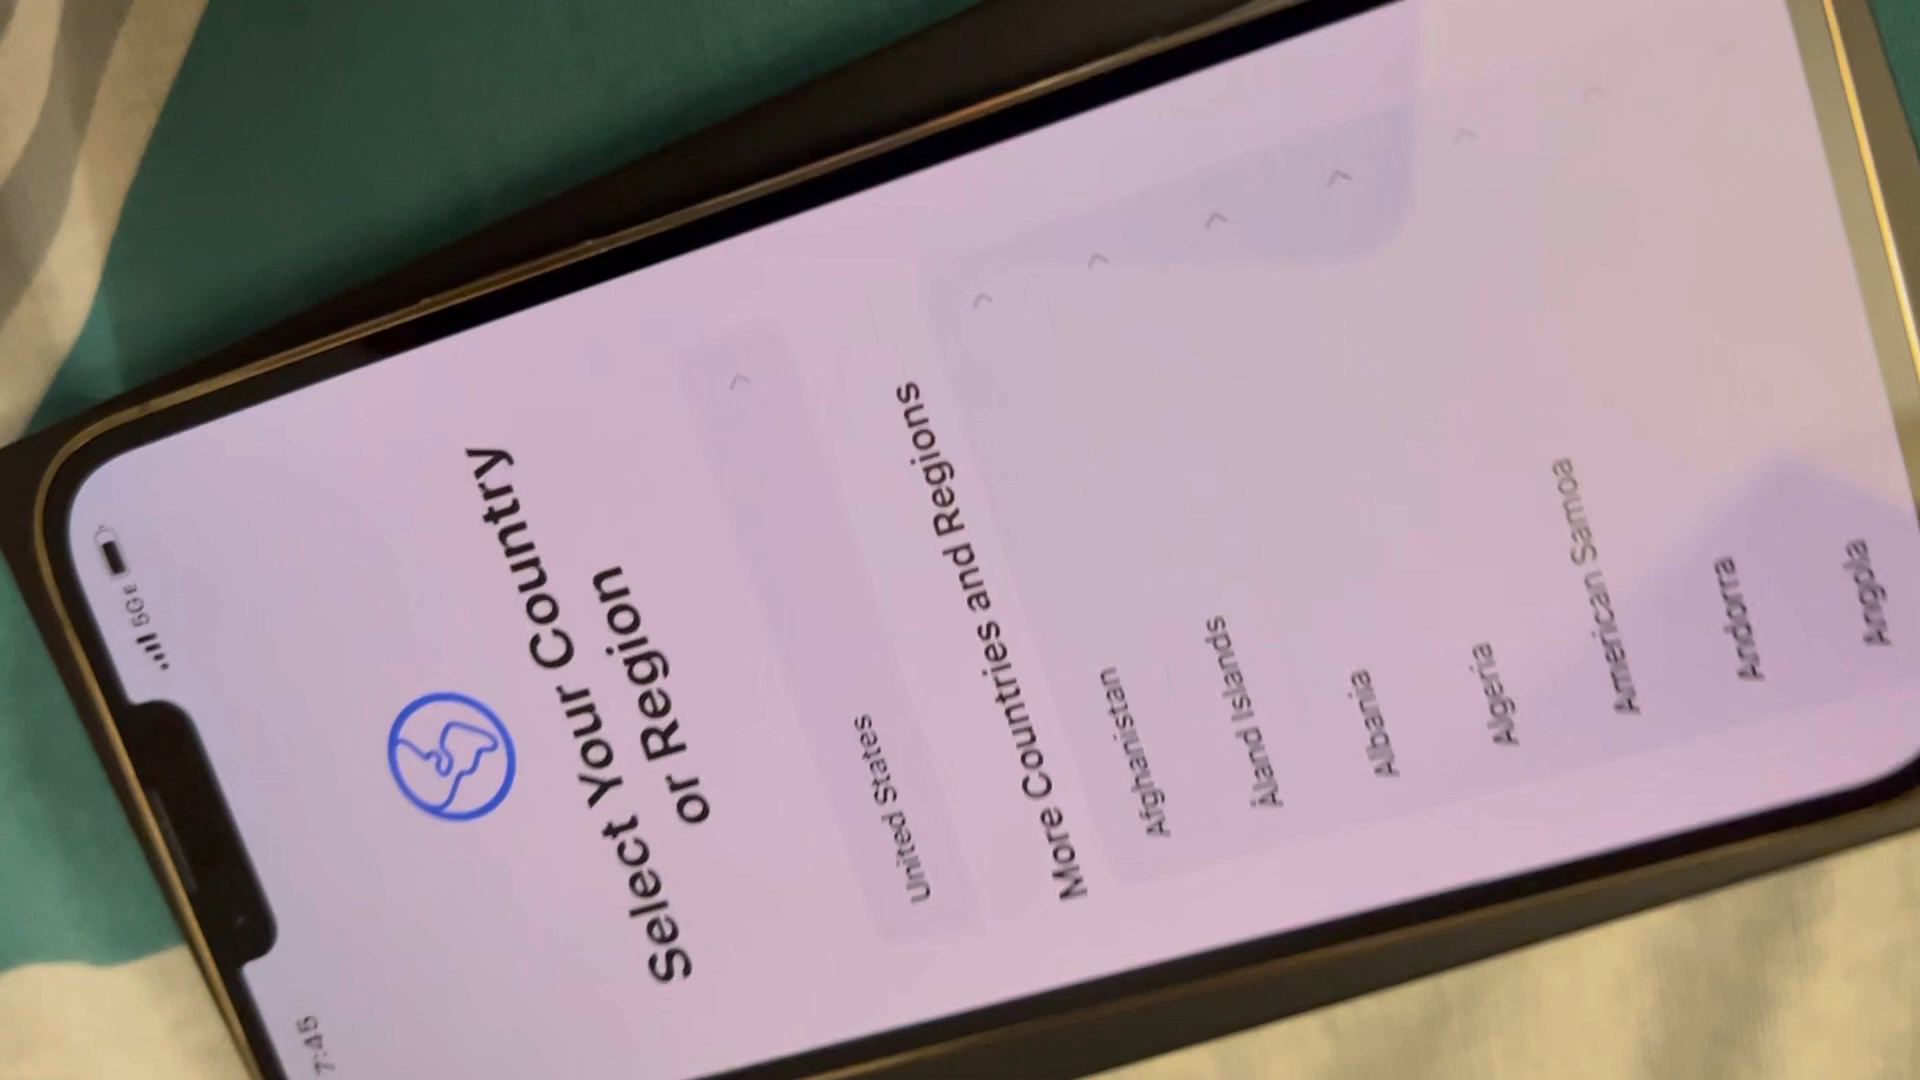 7:45
5GE
Select Your Country
or Region
United States
More Countries and Regions
Afghanistan
Åland Islands
Albania
Algeria
American Samoa
Andorra
Angola